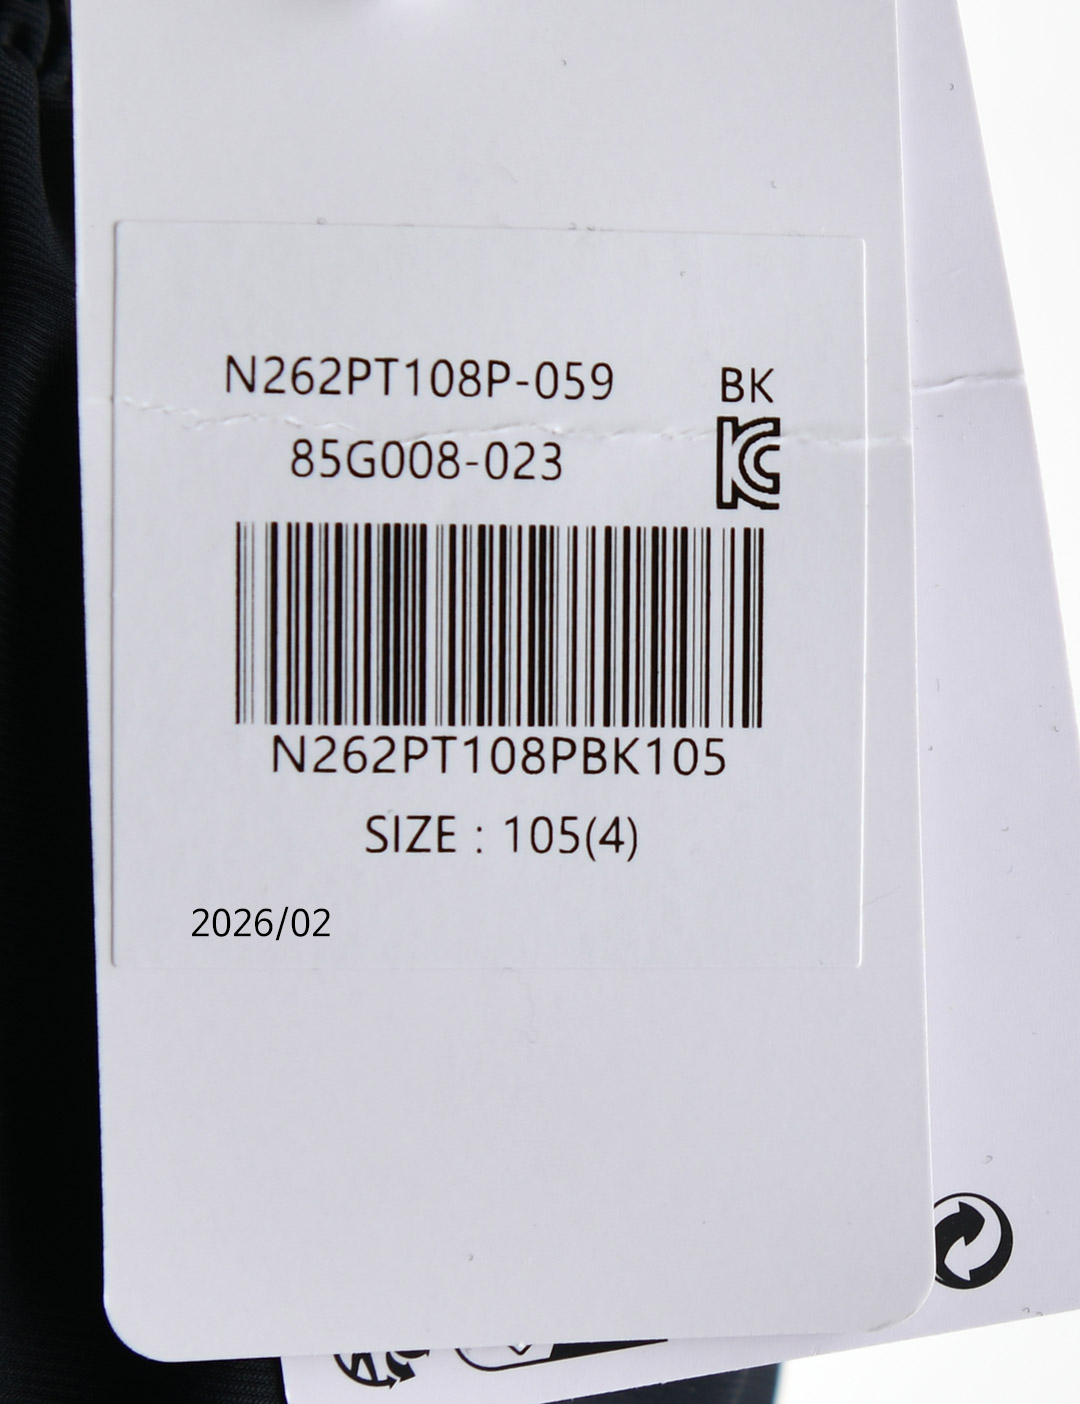 N262PT108P-059 BK
85G008-023
N262PT108PBK105
SIZE : 105(4)
2026/02